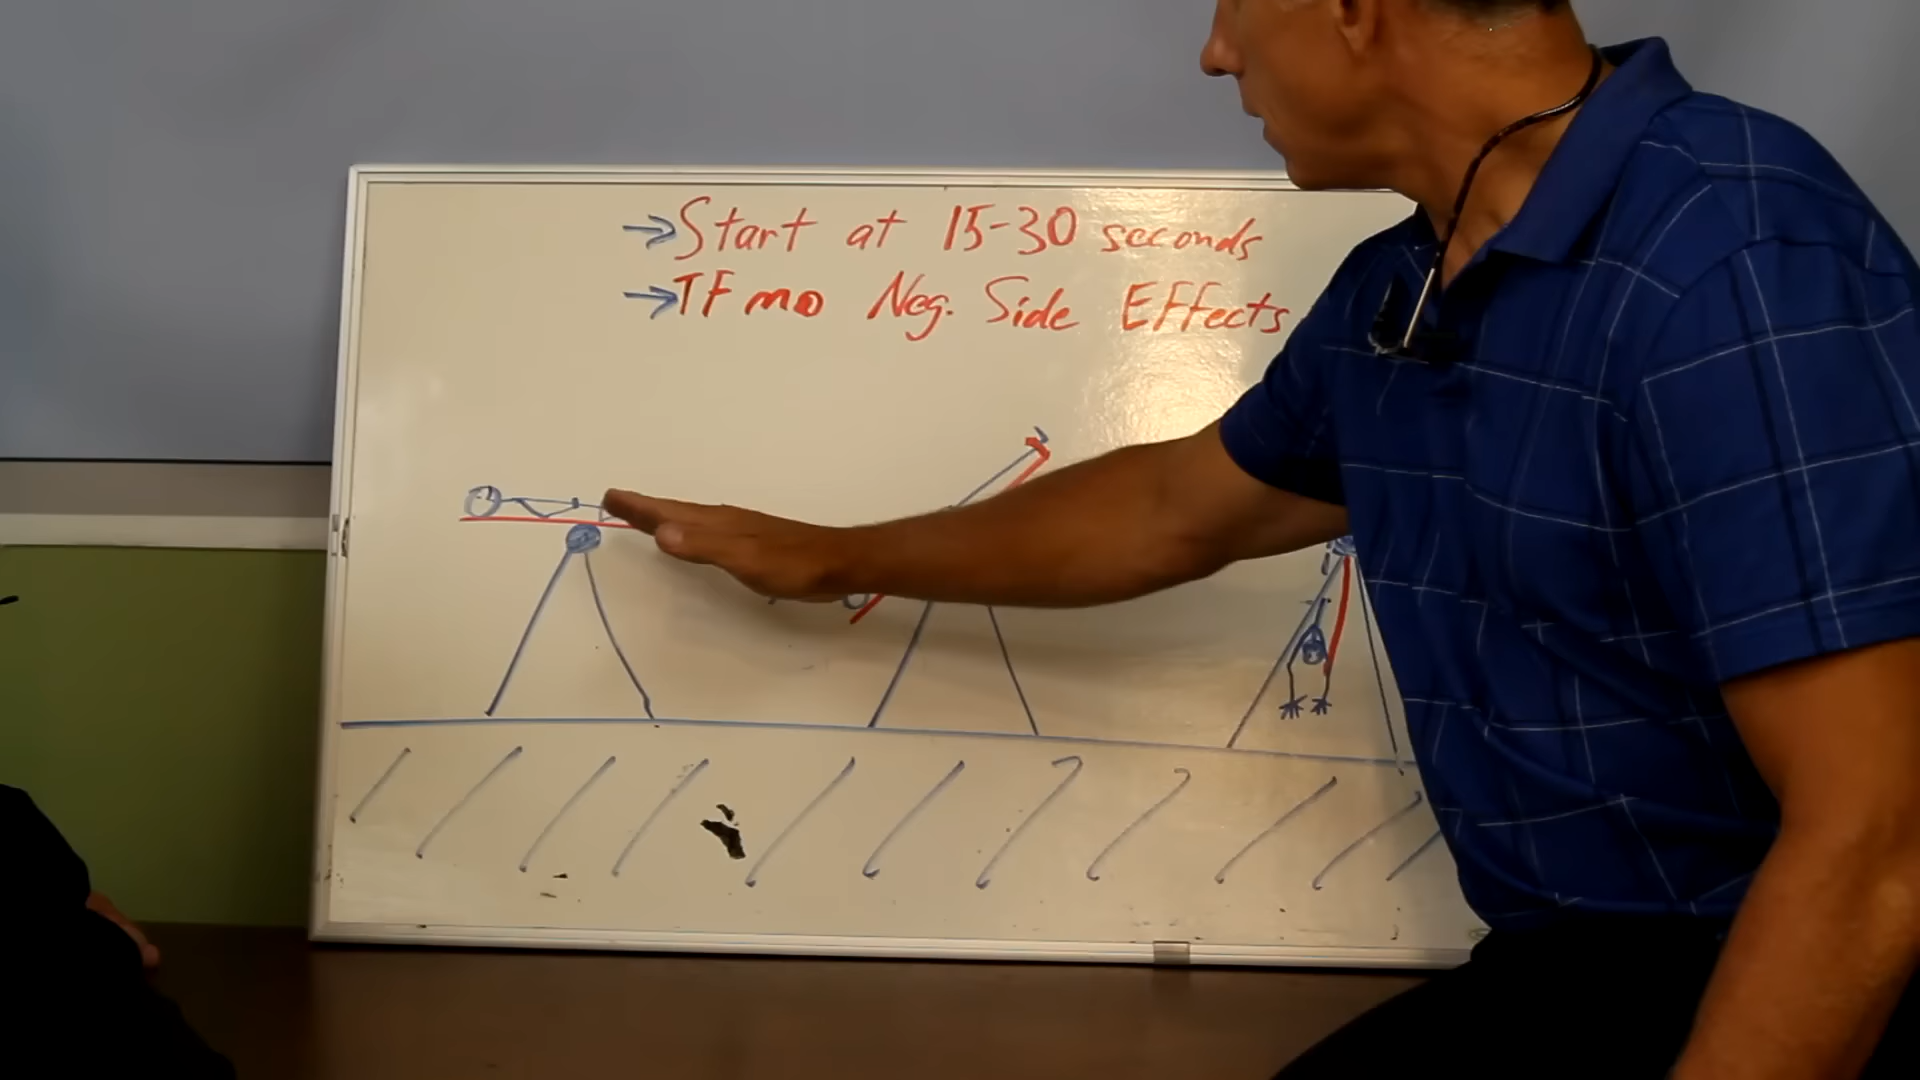 →Start at 15-30 seconds
→IF no Neg. Side Effects